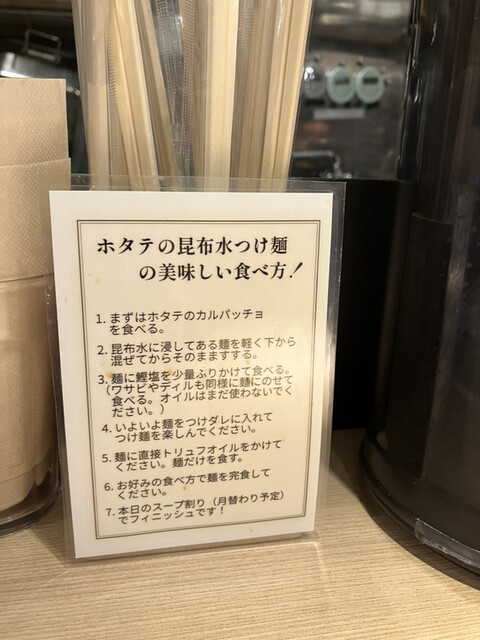 ホタテの昆布水つけ麺
の美味しい食べ方！
1. まずはホタテのカルパッチョ
を食べる。
2. 昆布水に浸してある麺を軽く下から
混ぜてからそのまますする。
3. 麺に鰹塩を少量ふりかけて食べる。
（ワサビやディルも同様に麺にのせて
食べる。オイルはまだ使わないでく
ださい。）
4. いよいよ麺をつけダレに入れて
つけ麺を楽しんでください。
5. 麺に直接トリュフオイルをかけて
ください。麺だけを食す。
6. お好みの食べ方で麺を完食して
ください。
7. 本日のスープ割り（月替わり予定）
でフィニッシュです！